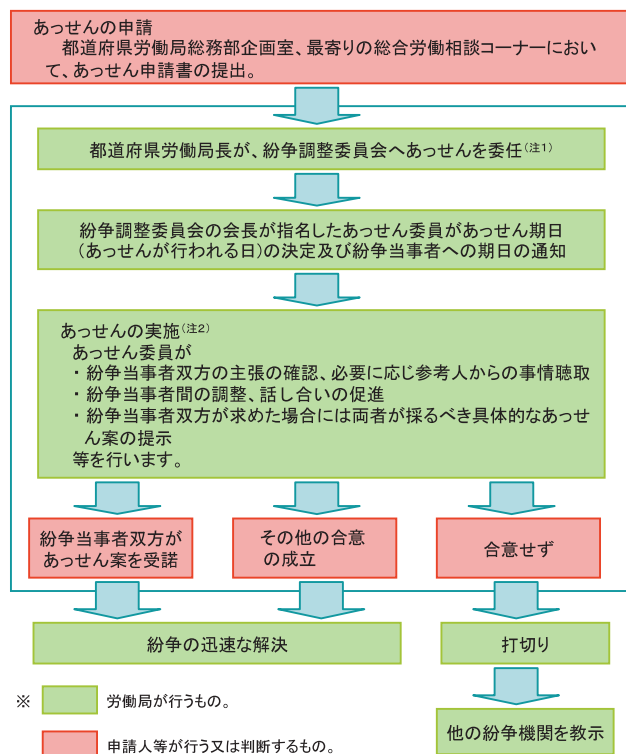 あっせんの申請
都道府県労働局総務部企画室、最寄りの総合労働相談コーナーにおい
て、あっせん申請書の提出。
都道府県労働局長が、紛争調整委員会へあっせんを委任(注1)
紛争調整委員会の会長が指名したあっせん委員があっせん期日
(あっせんが行われる日)の決定及び紛争当事者への期日の通知
あっせんの実施(注2)
あっせん委員が
・紛争当事者双方の主張の確認、必要に応じ参考人からの事情聴取
・紛争当事者間の調整、話し合いの促進
・紛争当事者双方が求めた場合には両者が採るべき具体的なあっせ
ん案の提示
等を行います。
紛争当事者双方が
あっせん案を受諾
その他の合意
の成立
合意せず
紛争の迅速な解決
打切り
他の紛争機関を教示
※
労働局が行うもの。
申請人等が行う又は判断するもの。